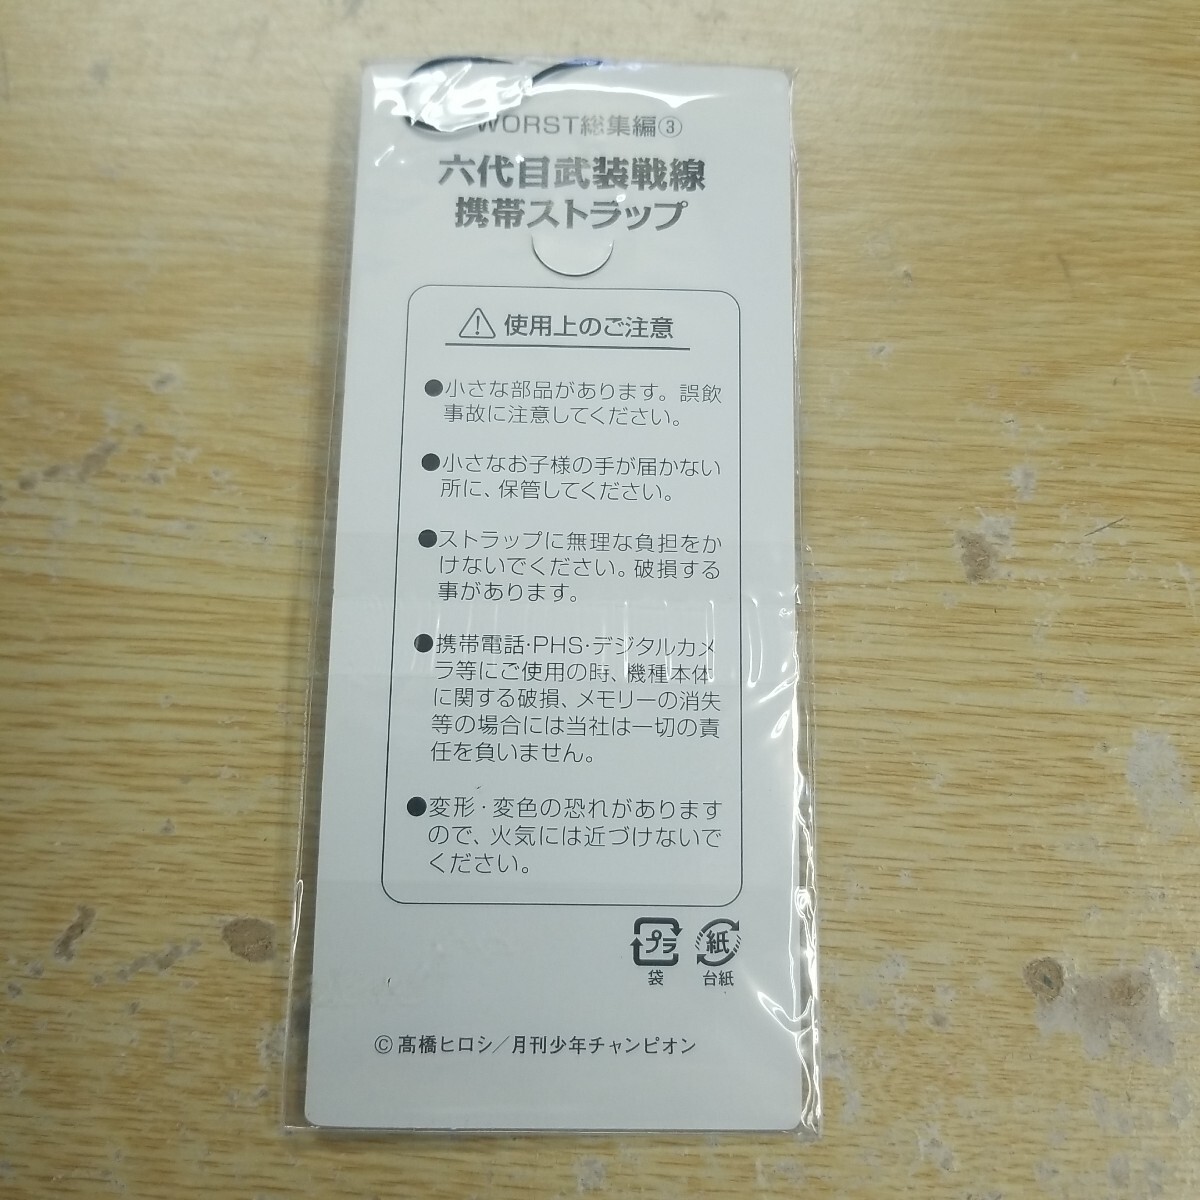 WORST総集編③
六代目武装戦線
携帯ストラップ
使用上のご注意
●小さな部品があります。誤飲
事故に注意してください。
●小さなお子様の手が届かない
所に、保管してください。
●ストラップに無理な負担をか
けないでください。破損する
事があります。
●携帯電話・PHS・デジタルカメ
ラ等にご使用の時、機種本体
に関する破損、メモリーの消失
等の場合には当社は一切の責
任を負いません。
●変形・変色の恐れがあります
ので、火気には近づけないで
ください。
プラ 紙
袋 台紙
©髙橋ヒロシ／月刊少年チャンピオン